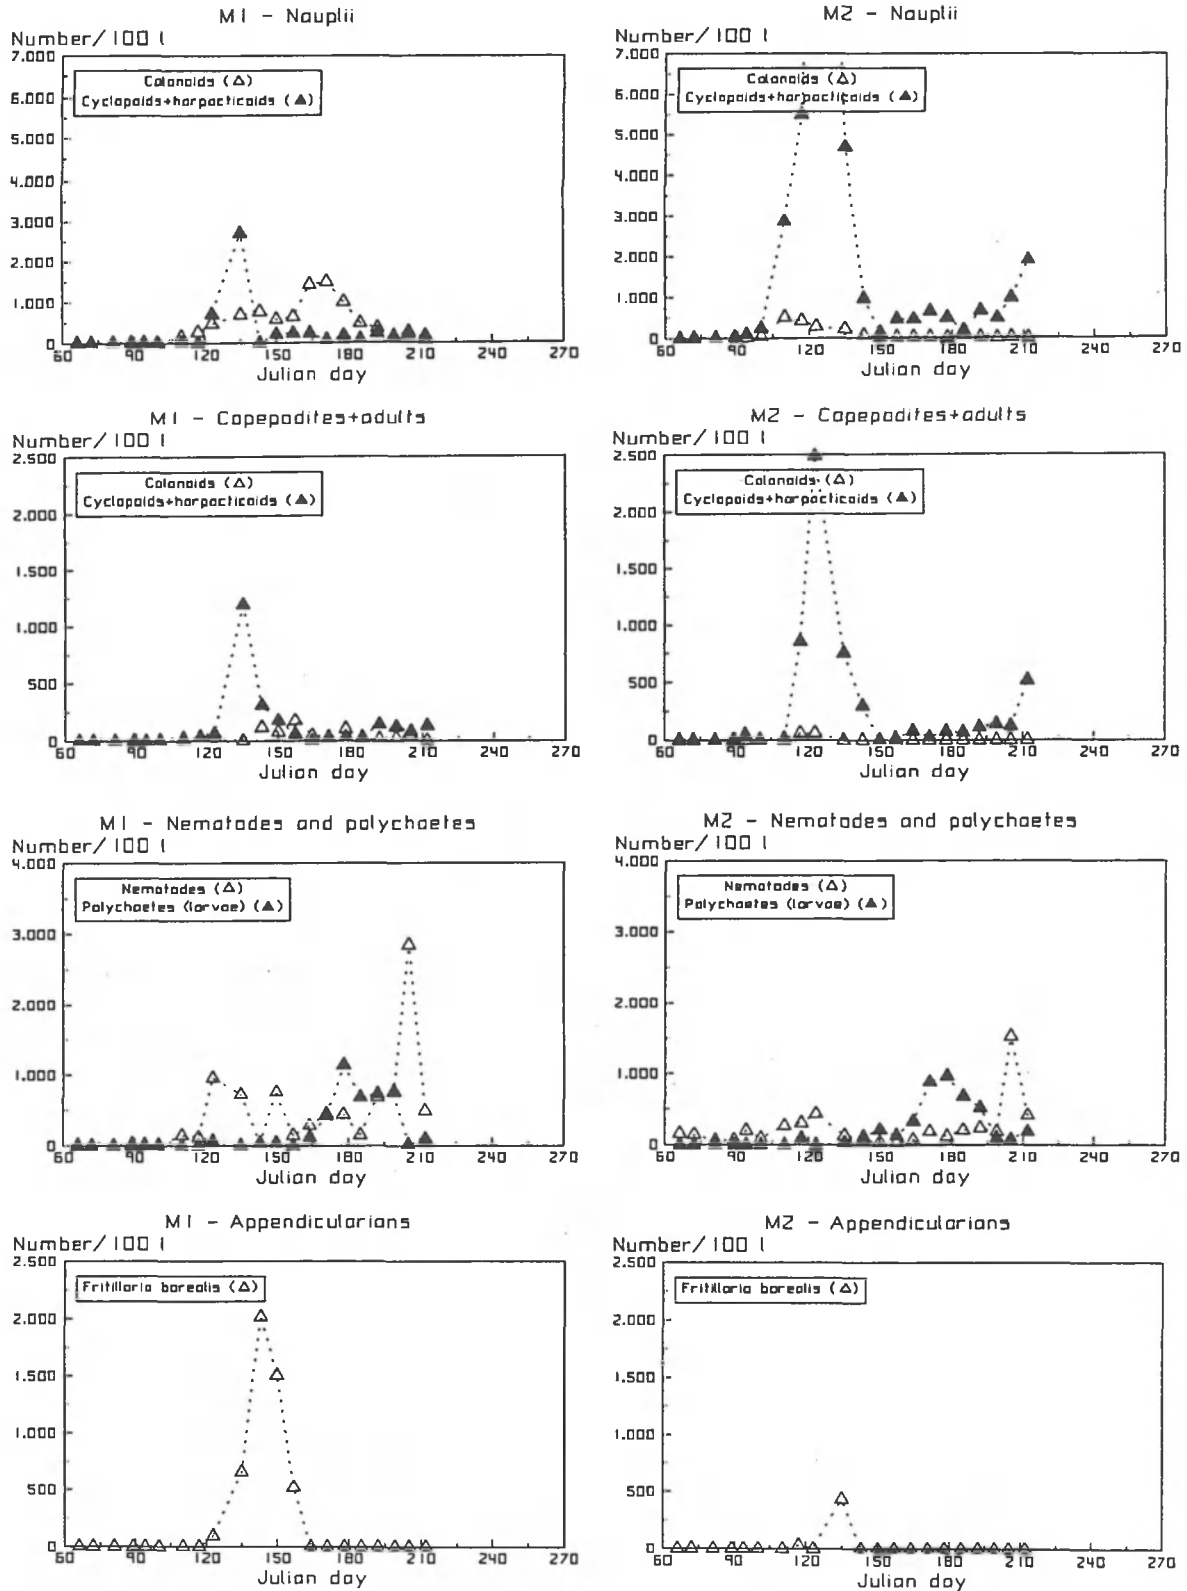 M1 - Nauplii
Number/100 l
7.000
6.000
5.000
4.000
3.000
2.000
1.000
0
Calanoids (△)
Cyclopoids+harpacticoids (▲)
60 90 120 150 180 210 240 270
Julian day
M2 - Nauplii
Number/100 l
7.000
6.000
5.000
4.000
3.000
2.000
1.000
0
Calanoids (△)
Cyclopoids+harpacticoids (▲)
60 90 120 150 180 210 240 270
Julian day
M1 - Copepodites+adults
Number/100 l
2.500
2.000
1.500
1.000
500
0
Calanoids (△)
Cyclopoids+harpacticoids (▲)
60 90 120 150 180 210 240 270
Julian day
M2 - Copepodites+adults
Number/100 l
2.500
2.000
1.500
1.000
500
0
Calanoids (△)
Cyclopoids+harpacticoids (▲)
60 90 120 150 180 210 240 270
Julian day
M1 - Nematodes and polychaetes
Number/100 l
4.000
3.000
2.000
1.000
0
Nematodes (△)
Polychaetes (larvae) (▲)
60 90 120 150 180 210 240 270
Julian day
M2 - Nematodes and polychaetes
Number/100 l
4.000
3.000
2.000
1.000
0
Nematodes (△)
Polychaetes (larvae) (▲)
60 90 120 150 180 210 240 270
Julian day
M1 - Appendicularians
Number/100 l
2.500
2.000
1.500
1.000
500
0
Fritillaria borealis (△)
60 90 120 150 180 210 240 270
Julian day
M2 - Appendicularians
Number/100 l
2.500
2.000
1.500
1.000
500
0
Fritillaria borealis (△)
60 90 120 150 180 210 240 270
Julian day